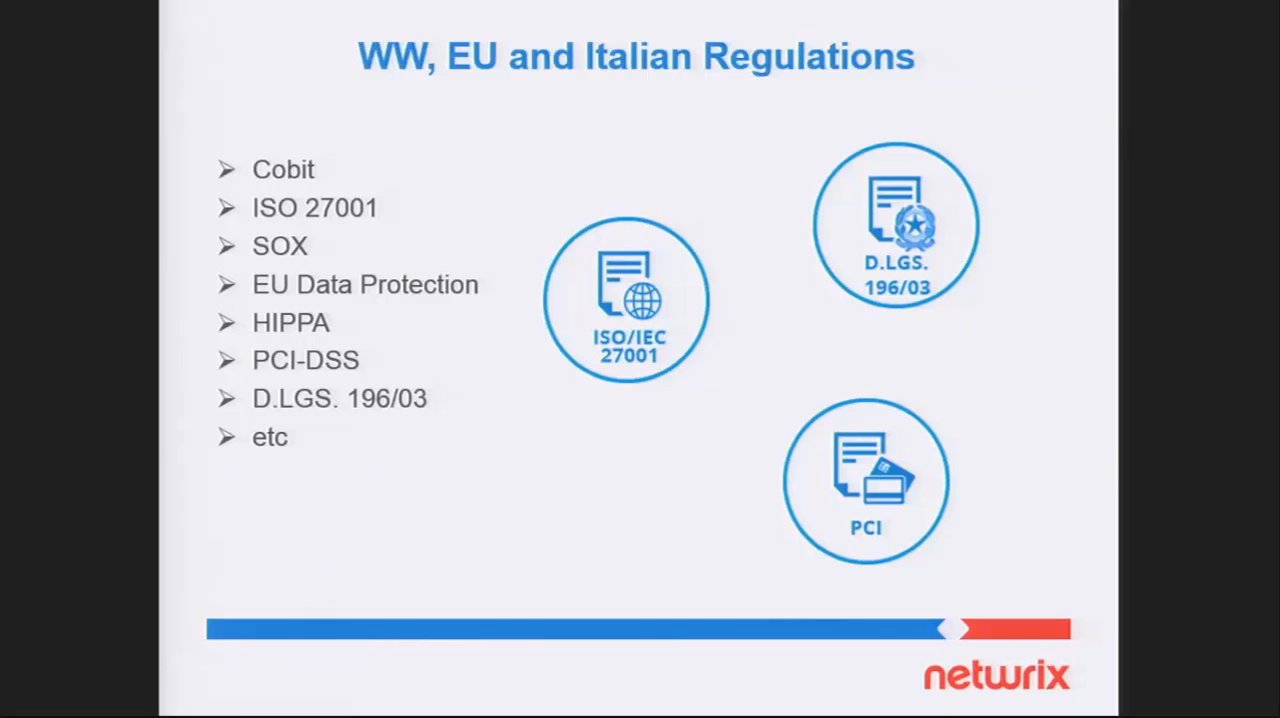 WW, EU and Italian Regulations
Cobit
ISO 27001
SOX
EU Data Protection
HIPPA
PCI-DSS
D.LGS. 196/03
etc
ISO/IEC
27001
D.LGS.
196/03
PCI
netwrix